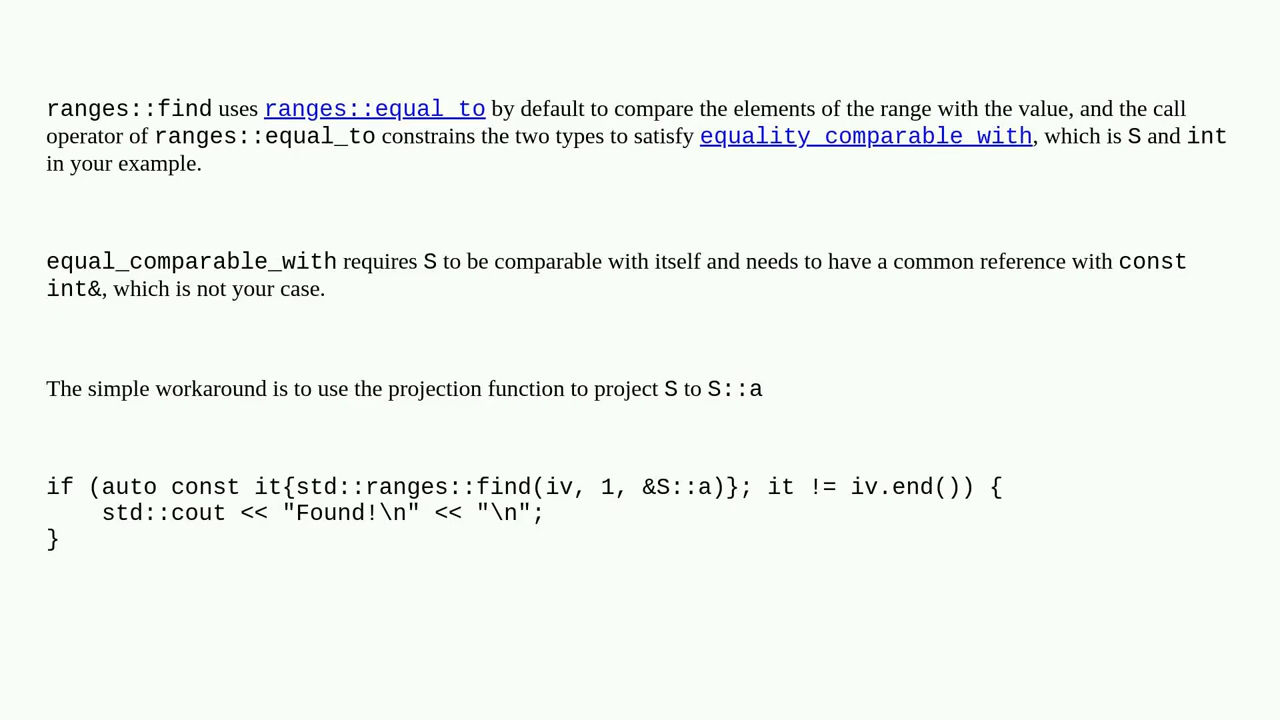 ranges::find uses ranges::equal_to by default to compare the elements of the range with the value, and the call
operator of ranges::equal_to constrains the two types to satisfy equality_comparable_with, which is S and int
in your example.
equal_comparable_with requires S to be comparable with itself and needs to have a common reference with const
int&, which is not your case.
The simple workaround is to use the projection function to project S to S::a
if (auto const it{std::ranges::find(iv, 1, &S::a)}; it != iv.end()) {
    std::cout << "Found!\n" << "\n";
}